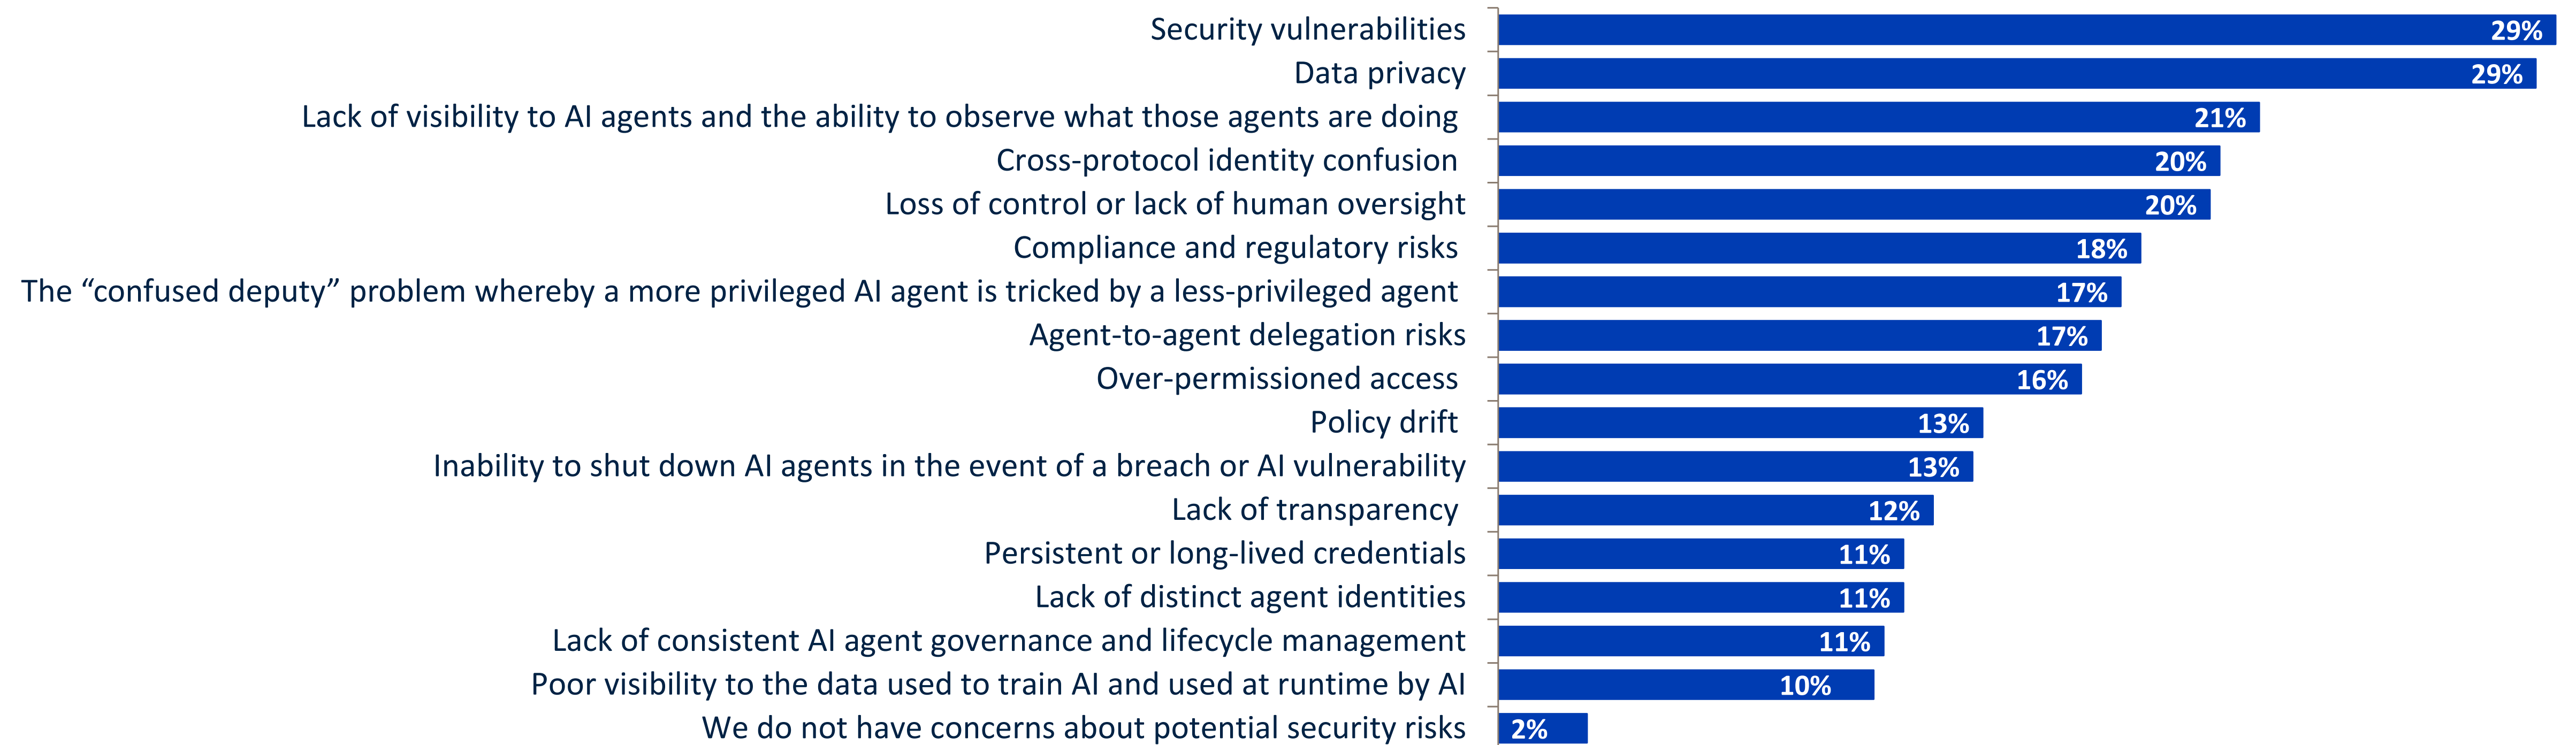 Security vulnerabilities 29%
Data privacy 29%
Lack of visibility to AI agents and the ability to observe what those agents are doing 21%
Cross-protocol identity confusion 20%
Loss of control or lack of human oversight 20%
Compliance and regulatory risks 18%
The “confused deputy” problem whereby a more privileged AI agent is tricked by a less-privileged agent 17%
Agent-to-agent delegation risks 17%
Over-permissioned access 16%
Policy drift 13%
Inability to shut down AI agents in the event of a breach or AI vulnerability 13%
Lack of transparency 12%
Persistent or long-lived credentials 11%
Lack of distinct agent identities 11%
Lack of consistent AI agent governance and lifecycle management 11%
Poor visibility to the data used to train AI and used at runtime by AI 10%
We do not have concerns about potential security risks 2%